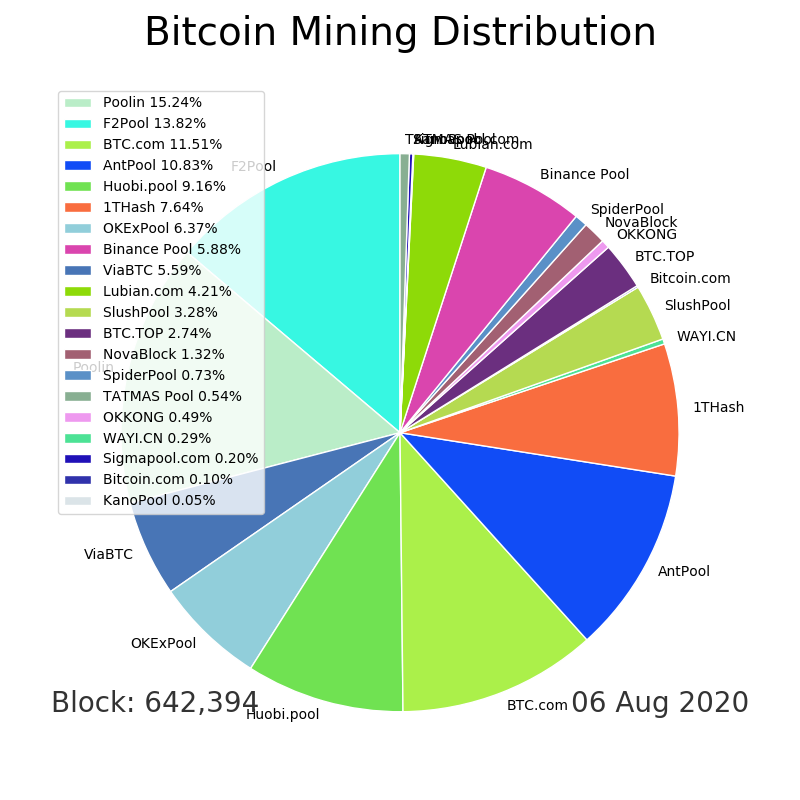 Bitcoin Mining Distribution
Poolin 15.24%
F2Pool 13.82%
BTC.com 11.51%
AntPool 10.83%
Huobi.pool 9.16%
1THash 7.64%
OKExPool 6.37%
Binance Pool 5.88%
ViaBTC 5.59%
Lubian.com 4.21%
SlushPool 3.28%
BTC.TOP 2.74%
NovaBlock 1.32%
SpiderPool 0.73%
TATMAS Pool 0.54%
OKKONG 0.49%
WAYI.CN 0.29%
Sigmapool.com 0.20%
Bitcoin.com 0.10%
KanoPool 0.05%
F2Pool
Poolin
ViaBTC
OKExPool
Huobi.pool
BTC.com
AntPool
1THash
WAYI.CN
SlushPool
Bitcoin.com
BTC.TOP
OKKONG
NovaBlock
SpiderPool
Binance Pool
Lubian.com
Block: 642,394
06 Aug 2020